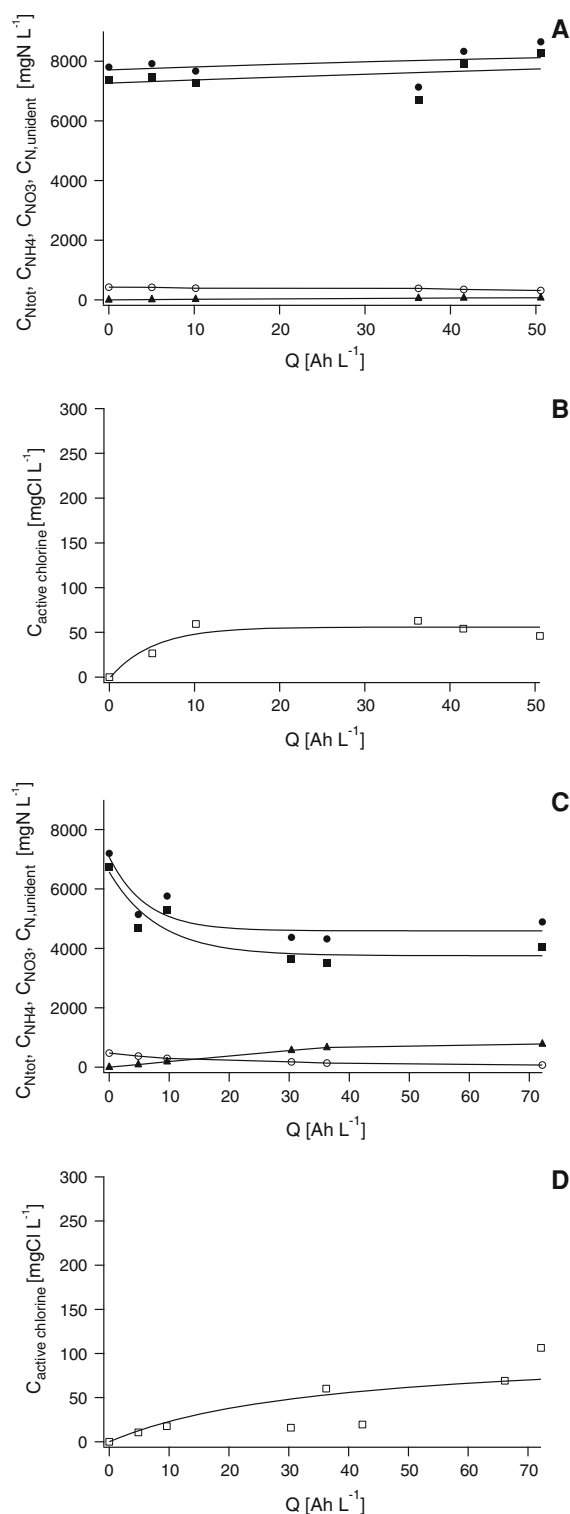 A
C_Ntot, C_NH4, C_NO3, C_N,unident [mgN L⁻¹]
8000
6000
4000
2000
0
0 10 20 30 40 50
Q [Ah L⁻¹]
B
C_active chlorine [mgCl L⁻¹]
300
250
200
150
100
50
0
0 10 20 30 40 50
Q [Ah L⁻¹]
C
C_Ntot, C_NH4, C_NO3, C_N,unident [mgN L⁻¹]
8000
6000
4000
2000
0
0 10 20 30 40 50 60 70
Q [Ah L⁻¹]
D
C_active chlorine [mgCl L⁻¹]
300
250
200
150
100
50
0
0 10 20 30 40 50 60 70
Q [Ah L⁻¹]